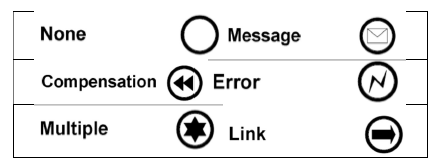 None Message
Compensation Error
Multiple Link